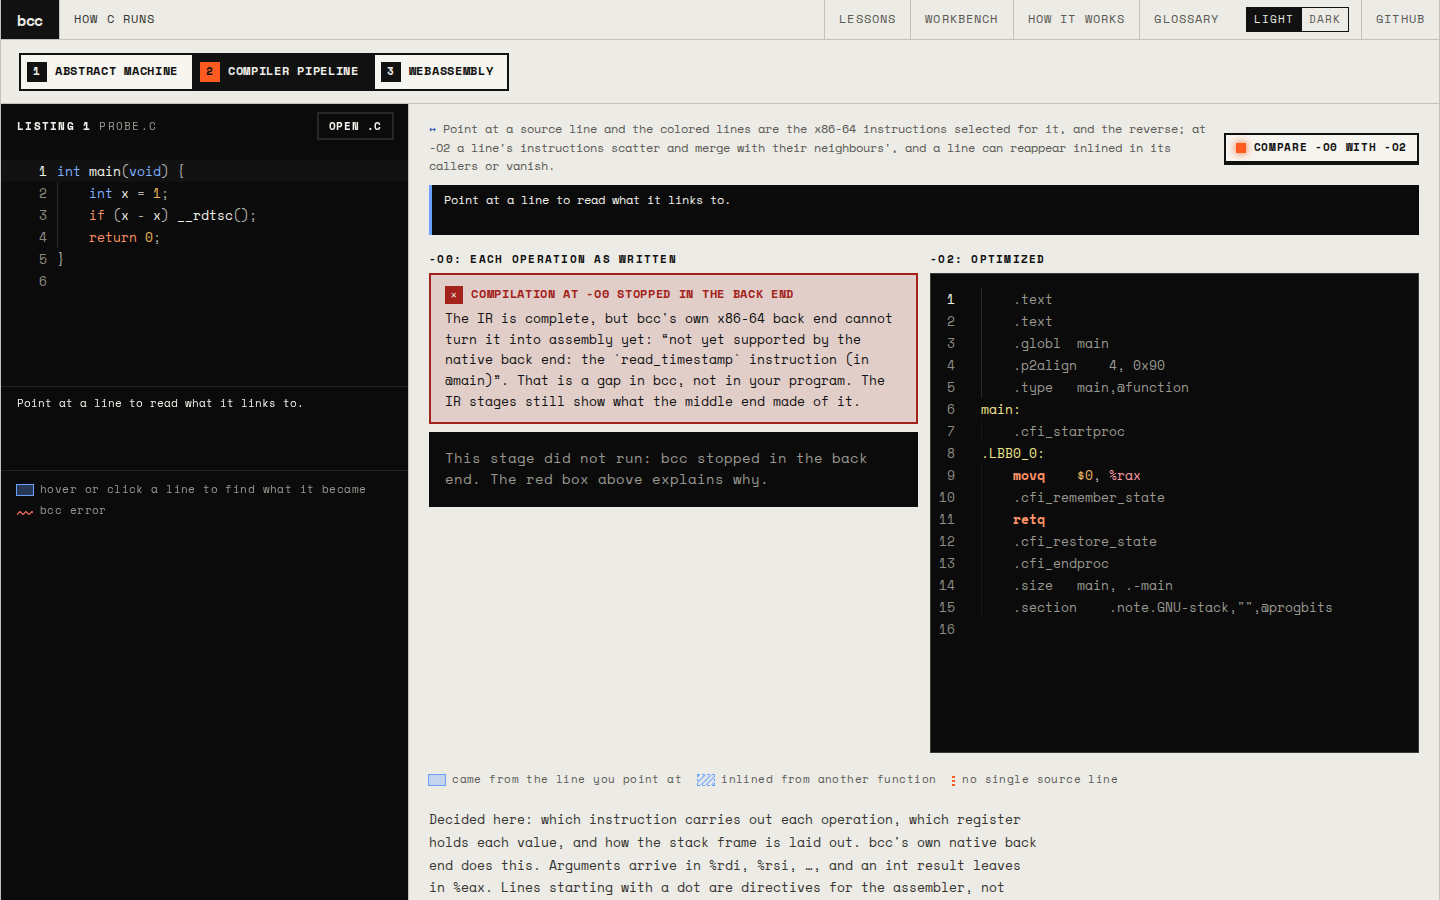 bcc HOW C RUNS LESSONS WORKBENCH HOW IT WORKS GLOSSARY LIGHT DARK GITHUB
1 ABSTRACT MACHINE 2 COMPILER PIPELINE 3 WEBASSEMBLY
LISTING 1 PROBE.C OPEN .C
1 int main(void) {
2     int x = 1;
3     if (x - x) __rdtsc();
4     return 0;
5 }
6
Point at a line to read what it links to.
hover or click a line to find what it became
bcc error
↔ Point at a source line and the colored lines are the x86-64 instructions selected for it, and the reverse; at
-O2 a line's instructions scatter and merge with their neighbours', and a line can reappear inlined in its
callers or vanish.
COMPARE -O0 WITH -O2
Point at a line to read what it links to.
-O0: EACH OPERATION AS WRITTEN
× COMPILATION AT -O0 STOPPED IN THE BACK END
The IR is complete, but bcc's own x86-64 back end cannot
turn it into assembly yet: “not yet supported by the
native back end: the `read_timestamp` instruction (in
@main)”. That is a gap in bcc, not in your program. The
IR stages still show what the middle end made of it.
This stage did not run: bcc stopped in the back
end. The red box above explains why.
-O2: OPTIMIZED
1     .text
2     .text
3     .globl  main
4     .p2align    4, 0x90
5     .type   main,@function
6 main:
7     .cfi_startproc
8 .LBB0_0:
9     movq    $0, %rax
10     .cfi_remember_state
11     retq
12     .cfi_restore_state
13     .cfi_endproc
14     .size   main, .-main
15     .section    .note.GNU-stack,"",@progbits
16
came from the line you point at inlined from another function no single source line
Decided here: which instruction carries out each operation, which register
holds each value, and how the stack frame is laid out. bcc's own native back
end does this. Arguments arrive in %rdi, %rsi, …, and an int result leaves
in %eax. Lines starting with a dot are directives for the assembler, not